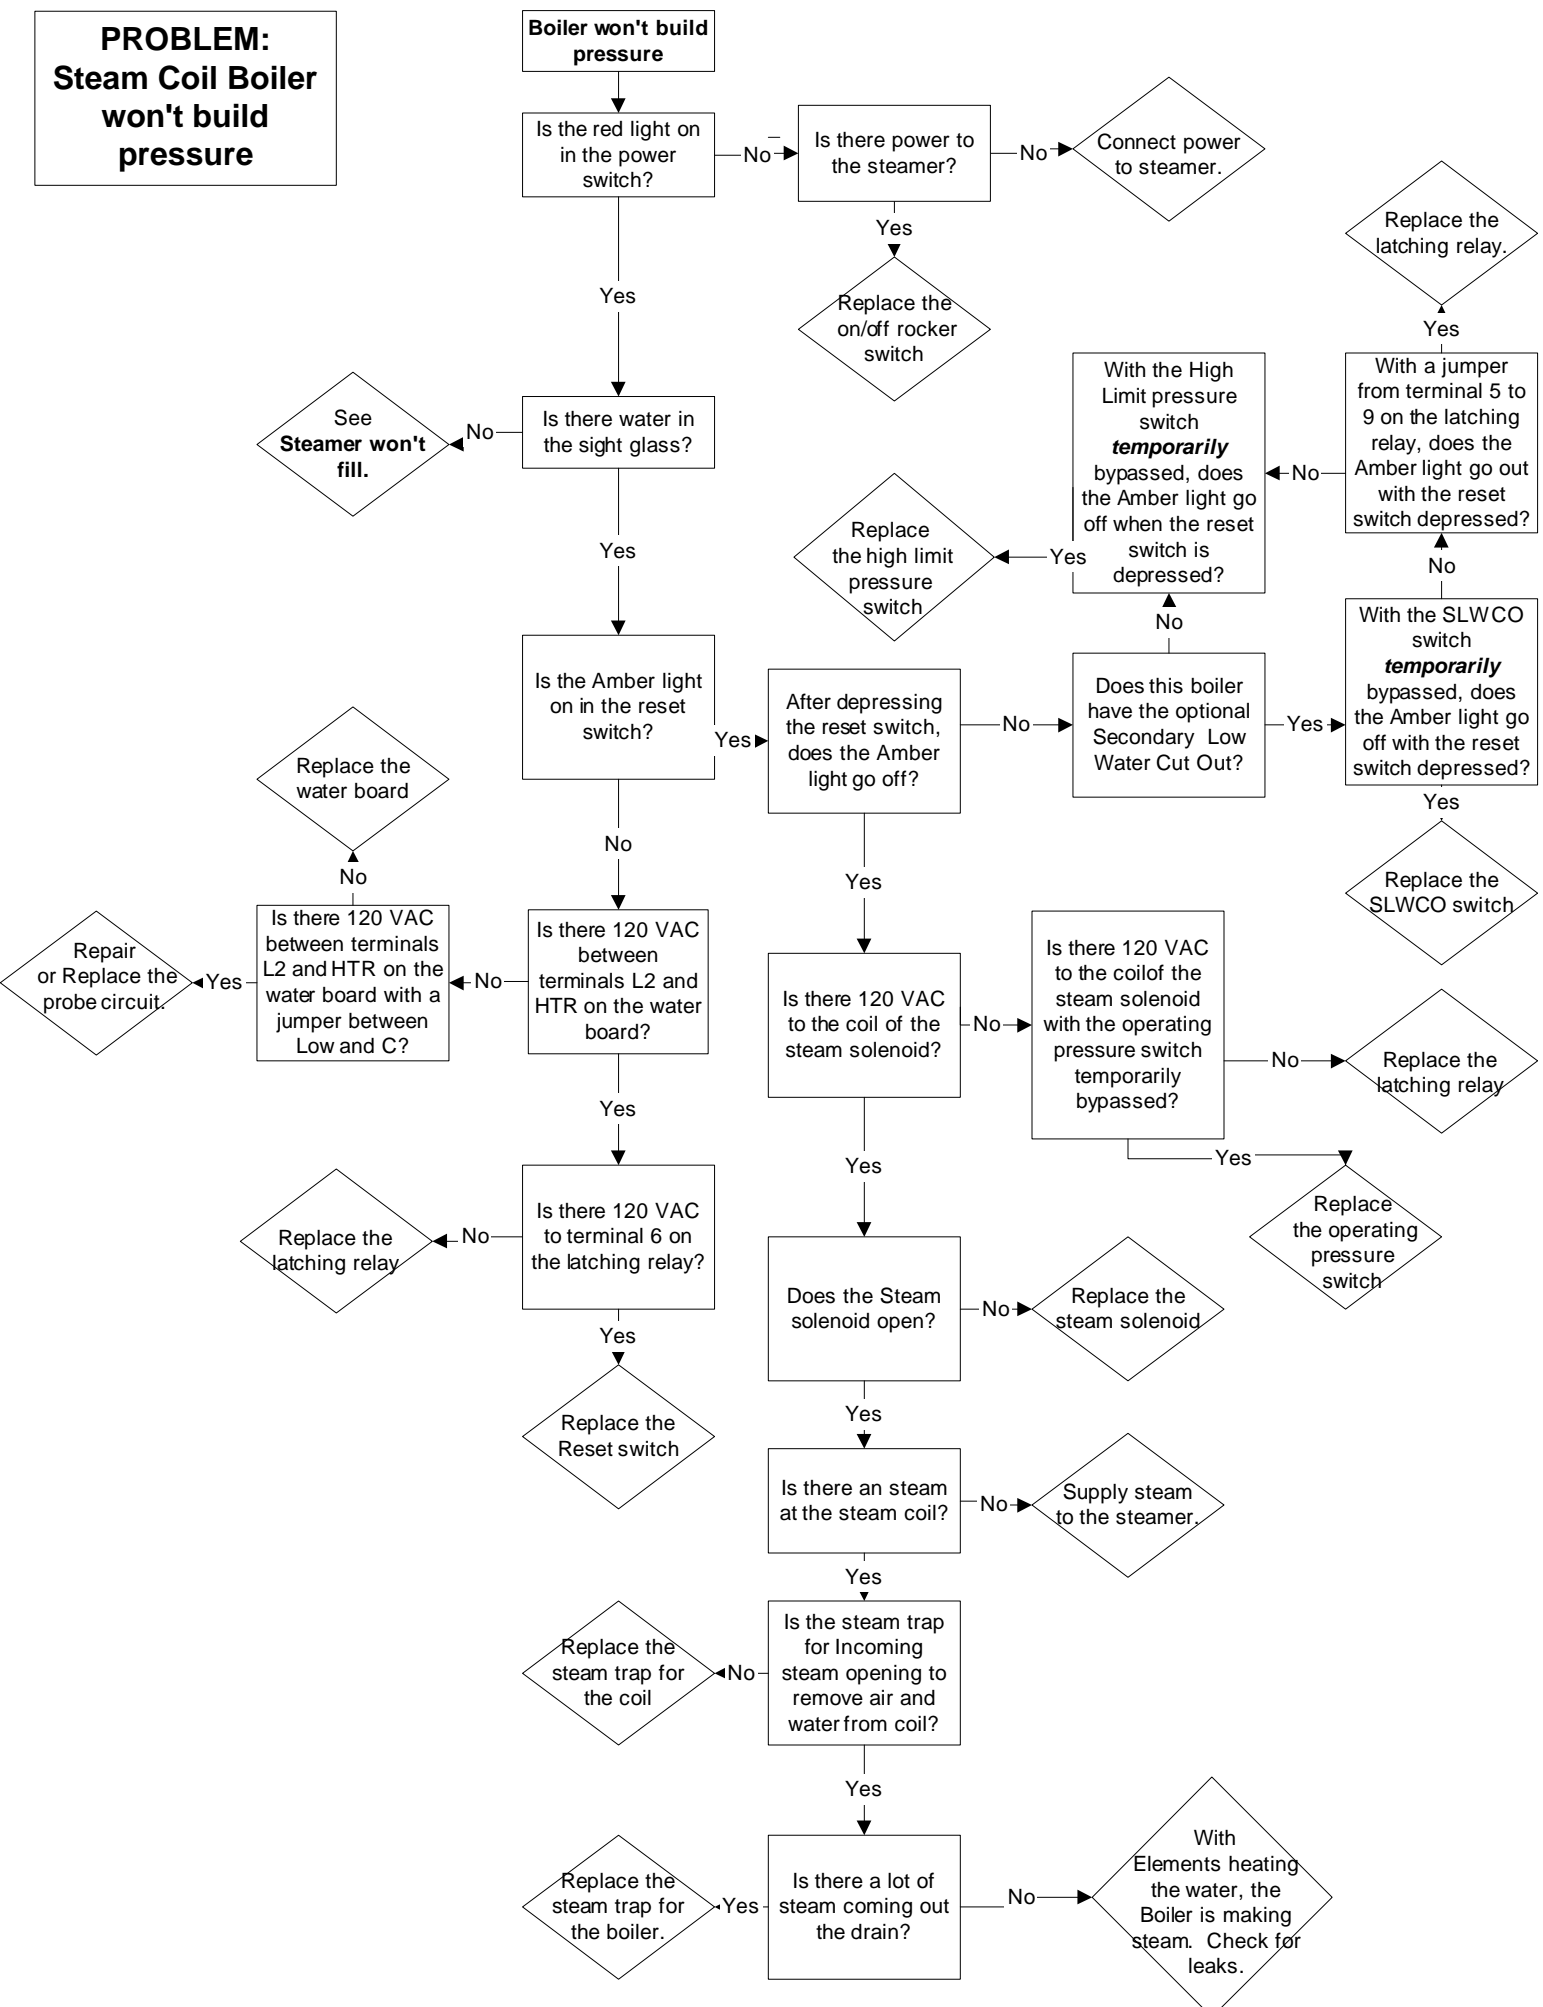 PROBLEM:
Steam Coil Boiler
won't build
pressure
Boiler won't build
pressure
Is the red light on
in the power
switch?
No
Is there power to
the steamer?
No
Connect power
to steamer.
Yes
Replace the
on/off rocker
switch
Yes
Is there water in
the sight glass?
No
See
Steamer won't
fill.
Yes
Is the Amber light
on in the reset
switch?
Yes
After depressing
the reset switch,
does the Amber
light go off?
No
Does this boiler
have the optional
Secondary Low
Water Cut Out?
Yes
With the SLWCO
switch
temporarily
bypassed, does
the Amber light go
off with the reset
switch depressed?
Yes
Replace the
SLWCO switch
No
With a jumper
from terminal 5 to
9 on the latching
relay, does the
Amber light go out
with the reset
switch depressed?
Yes
Replace the
latching relay.
No
With the High
Limit pressure
switch
temporarily
bypassed, does
the Amber light go
off when the reset
switch is
depressed?
No
Yes
Replace
the high limit
pressure
switch
No
Is there 120 VAC
between
terminals L2 and
HTR on the water
board?
No
Is there 120 VAC
between terminals
L2 and HTR on the
water board with a
jumper between
Low and C?
No
Replace the
water board
Yes
Repair
or Replace the
probe circuit.
Yes
Is there 120 VAC
to terminal 6 on
the latching relay?
No
Replace the
latching relay
Yes
Replace the
Reset switch
Yes
Is there 120 VAC
to the coil of the
steam solenoid?
No
Is there 120 VAC
to the coilof the
steam solenoid
with the operating
pressure switch
temporarily
bypassed?
No
Replace the
latching relay
Yes
Replace
the operating
pressure
switch
Yes
Does the Steam
solenoid open?
No
Replace the
steam solenoid
Yes
Is there an steam
at the steam coil?
No
Supply steam
to the steamer.
Yes
Is the steam trap
for Incoming
steam opening to
remove air and
water from coil?
No
Replace the
steam trap for
the coil
Yes
Is there a lot of
steam coming out
the drain?
Yes
Replace the
steam trap for
the boiler.
No
With
Elements heating
the water, the
Boiler is making
steam. Check for
leaks.